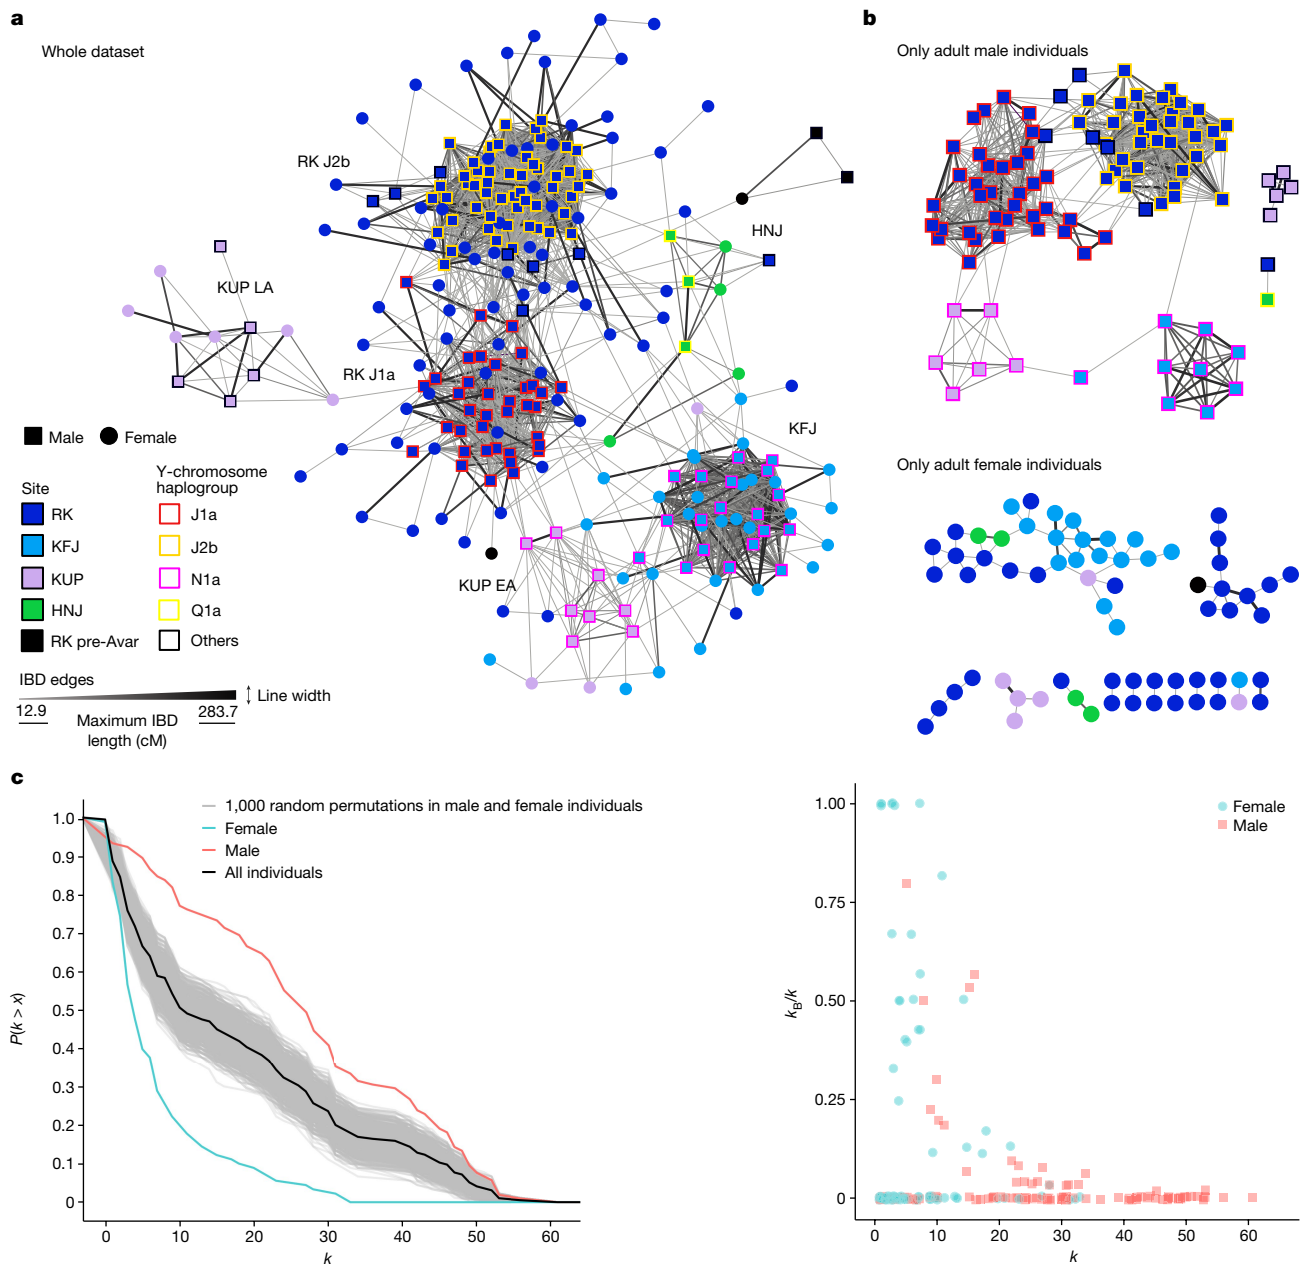 a
Whole dataset
RK J2b
HNJ
KUP LA
RK J1a
KFJ
KUP EA
Male
Female
Site
RK
KFJ
KUP
HNJ
RK pre-Avar
Y-chromosome
haplogroup
J1a
J2b
N1a
Q1a
Others
IBD edges
Line width
12.9
283.7
Maximum IBD
length (cM)
b
Only adult male individuals
Only adult female individuals
c
1,000 random permutations in male and female individuals
Female
Male
All individuals
P(k > x)
1.0
0.9
0.8
0.7
0.6
0.5
0.4
0.3
0.2
0.1
0
0 10 20 30 40 50 60
k
Female
Male
kB/k
1.00
0.75
0.50
0.25
0
0 10 20 30 40 50 60
k